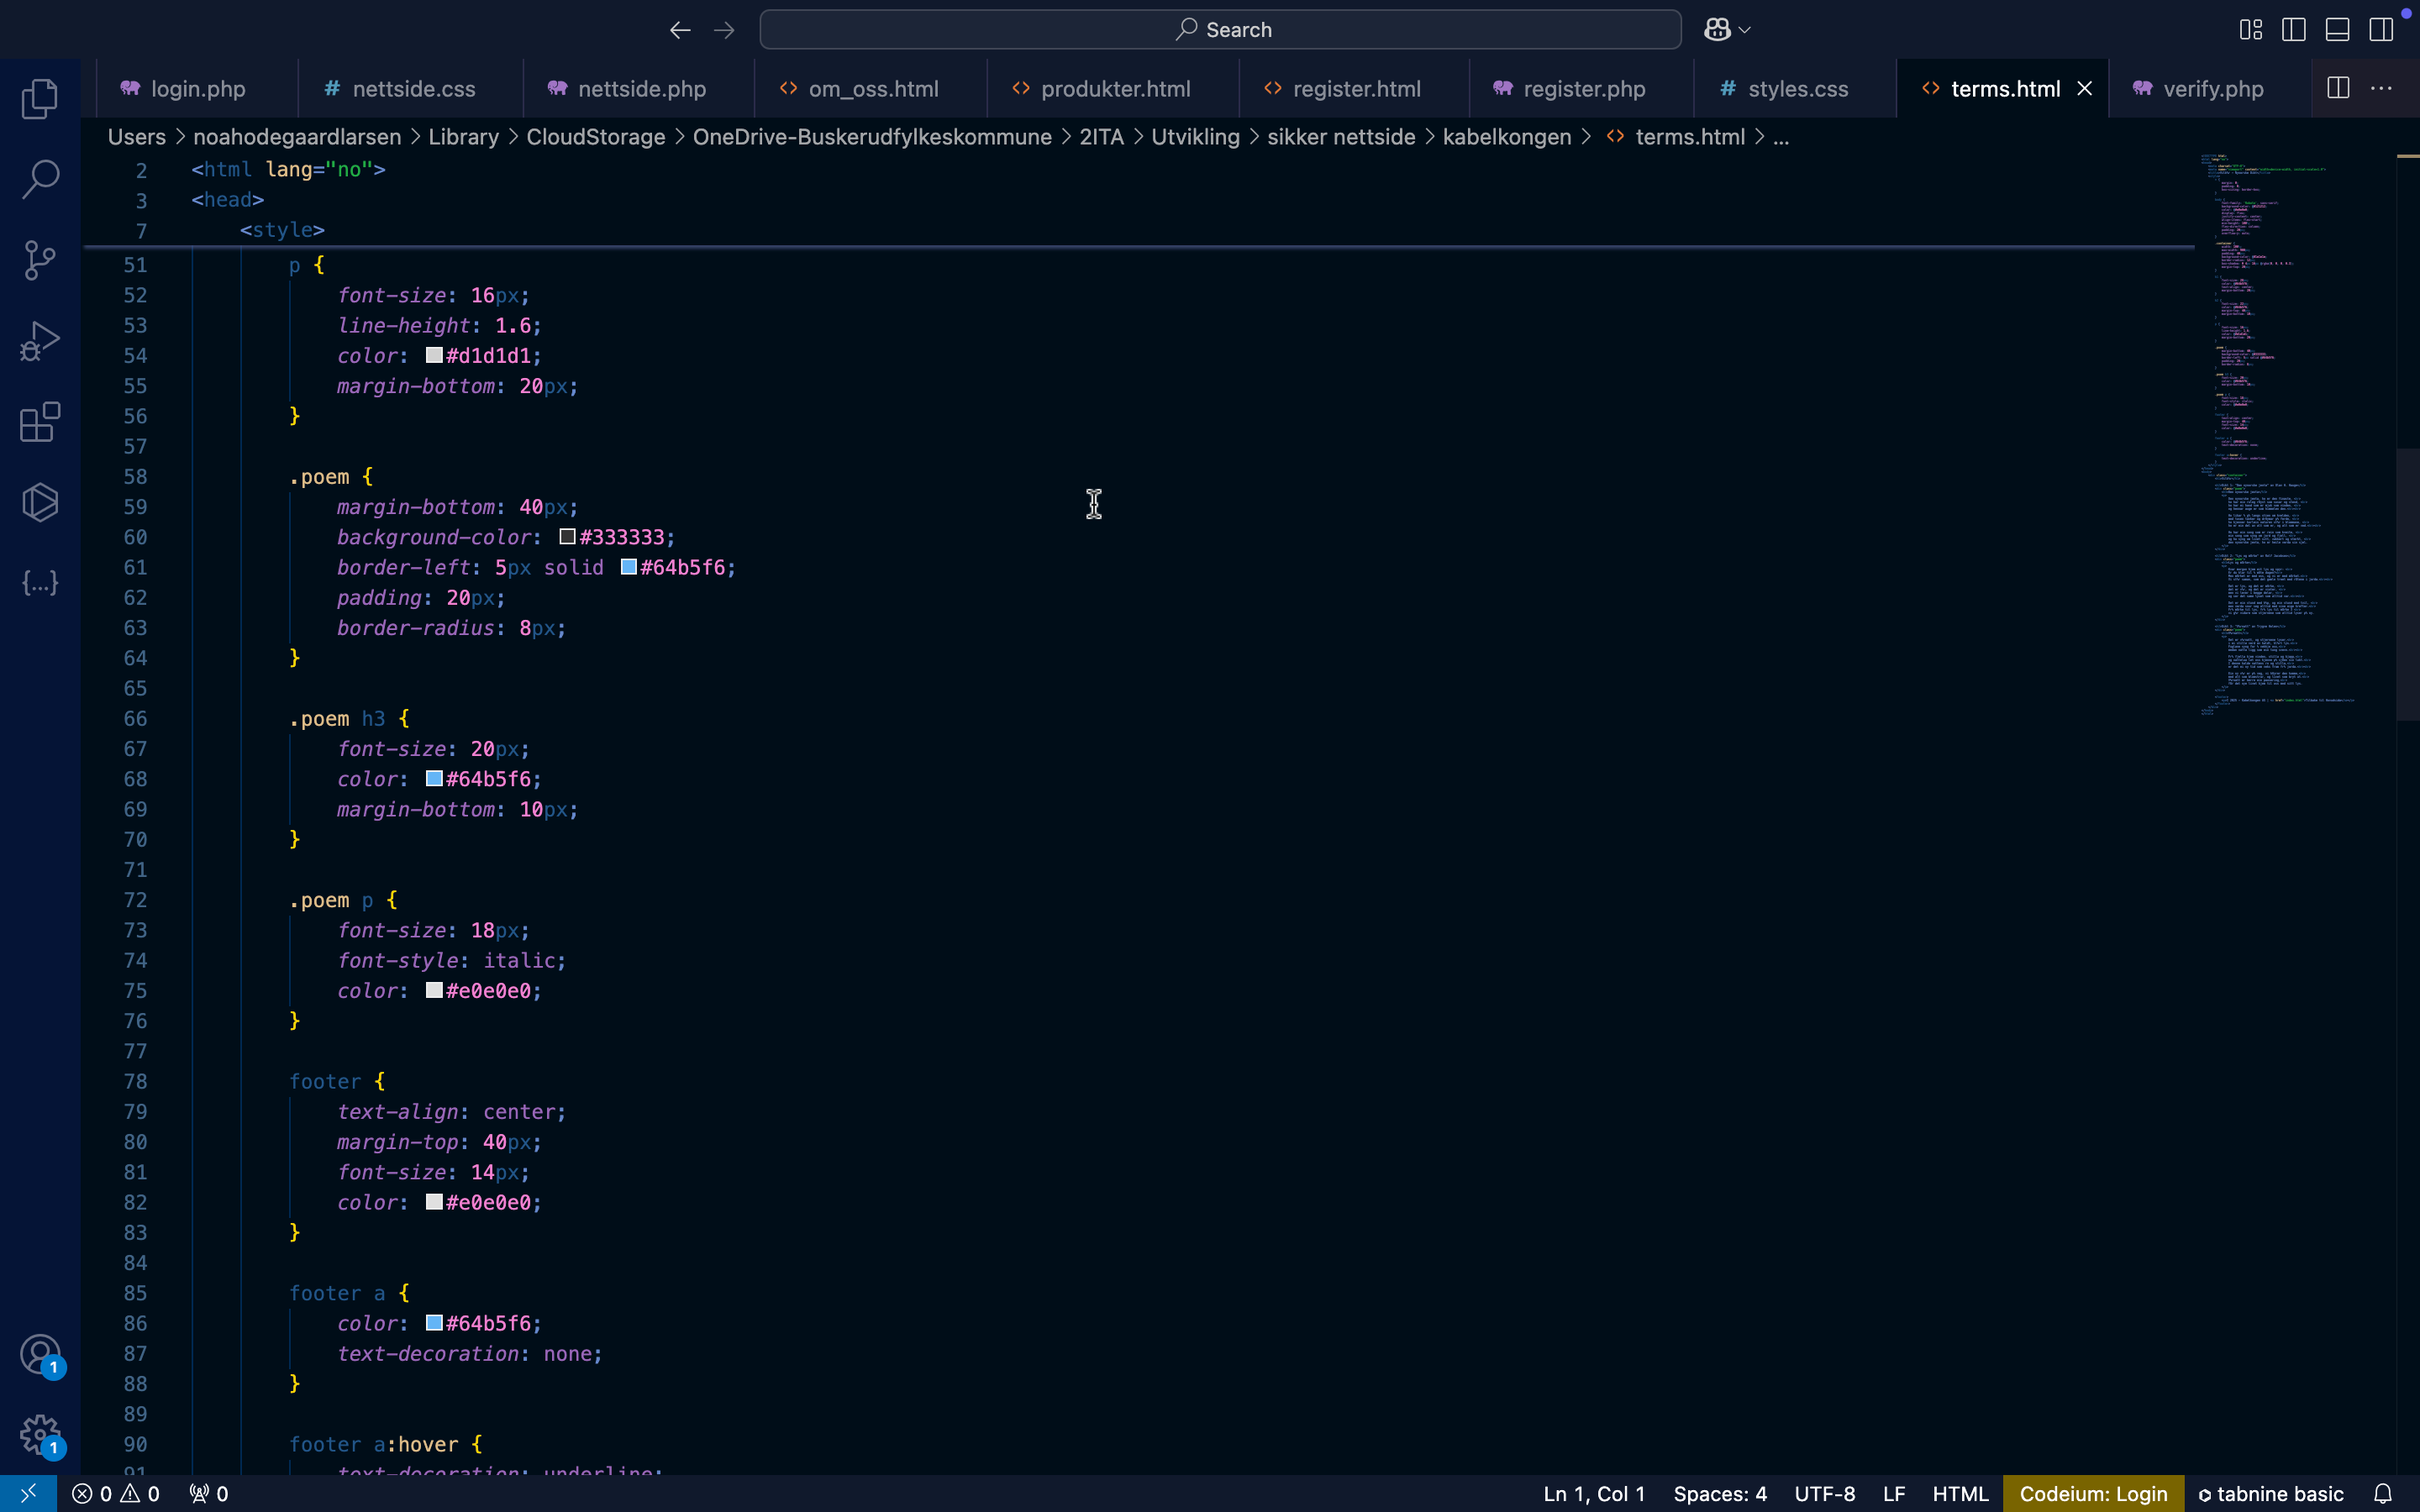 Search
login.php
nettside.css
nettside.php
om_oss.html
produkter.html
register.html
register.php
styles.css
terms.html
verify.php
Users > noahodegaardlarsen > Library > CloudStorage > OneDrive-Buskerudfylkeskommune > 2ITA > Utvikling > sikker nettside > kabelkongen > terms.html > ...
2 <html lang="no">
3 <head>
7 <style>
51 p {
52 font-size: 16px;
53 line-height: 1.6;
54 color: #d1d1d1;
55 margin-bottom: 20px;
56 }
57
58 .poem {
59 margin-bottom: 40px;
60 background-color: #333333;
61 border-left: 5px solid #64b5f6;
62 padding: 20px;
63 border-radius: 8px;
64 }
65
66 .poem h3 {
67 font-size: 20px;
68 color: #64b5f6;
69 margin-bottom: 10px;
70 }
71
72 .poem p {
73 font-size: 18px;
74 font-style: italic;
75 color: #e0e0e0;
76 }
77
78 footer {
79 text-align: center;
80 margin-top: 40px;
81 font-size: 14px;
82 color: #e0e0e0;
83 }
84
85 footer a {
86 color: #64b5f6;
87 text-decoration: none;
88 }
89
90 footer a:hover {
91 text-decoration: underline;
1
1
0 0 0
Ln 1, Col 1 Spaces: 4 UTF-8 LF HTML Codeium: Login tabnine basic